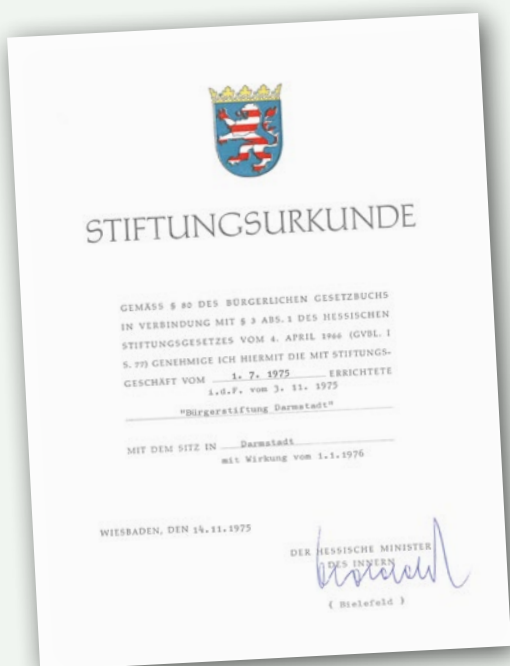 STIFTUNGSURKUNDE
GEMÄSS § 80 DES BÜRGERLICHEN GESETZBUCHS
IN VERBINDUNG MIT § 3 ABS. 1 DES HESSISCHEN
STIFTUNGSGESETZES VOM 4. APRIL 1966 (GVBL. I
S. 77) GENEHMIGE ICH HIERMIT DIE MIT STIFTUNGS-
GESCHÄFT VOM 1. 7. 1975 ERRICHTETE
i.d.F. vom 3. 11. 1975
"Bürgerstiftung Darmstadt"
MIT DEM SITZ IN Darmstadt
mit Wirkung vom 1.1.1976
WIESBADEN, DEN 14.11.1975
DER HESSISCHE MINISTER
DES INNERN
( Bielefeld )